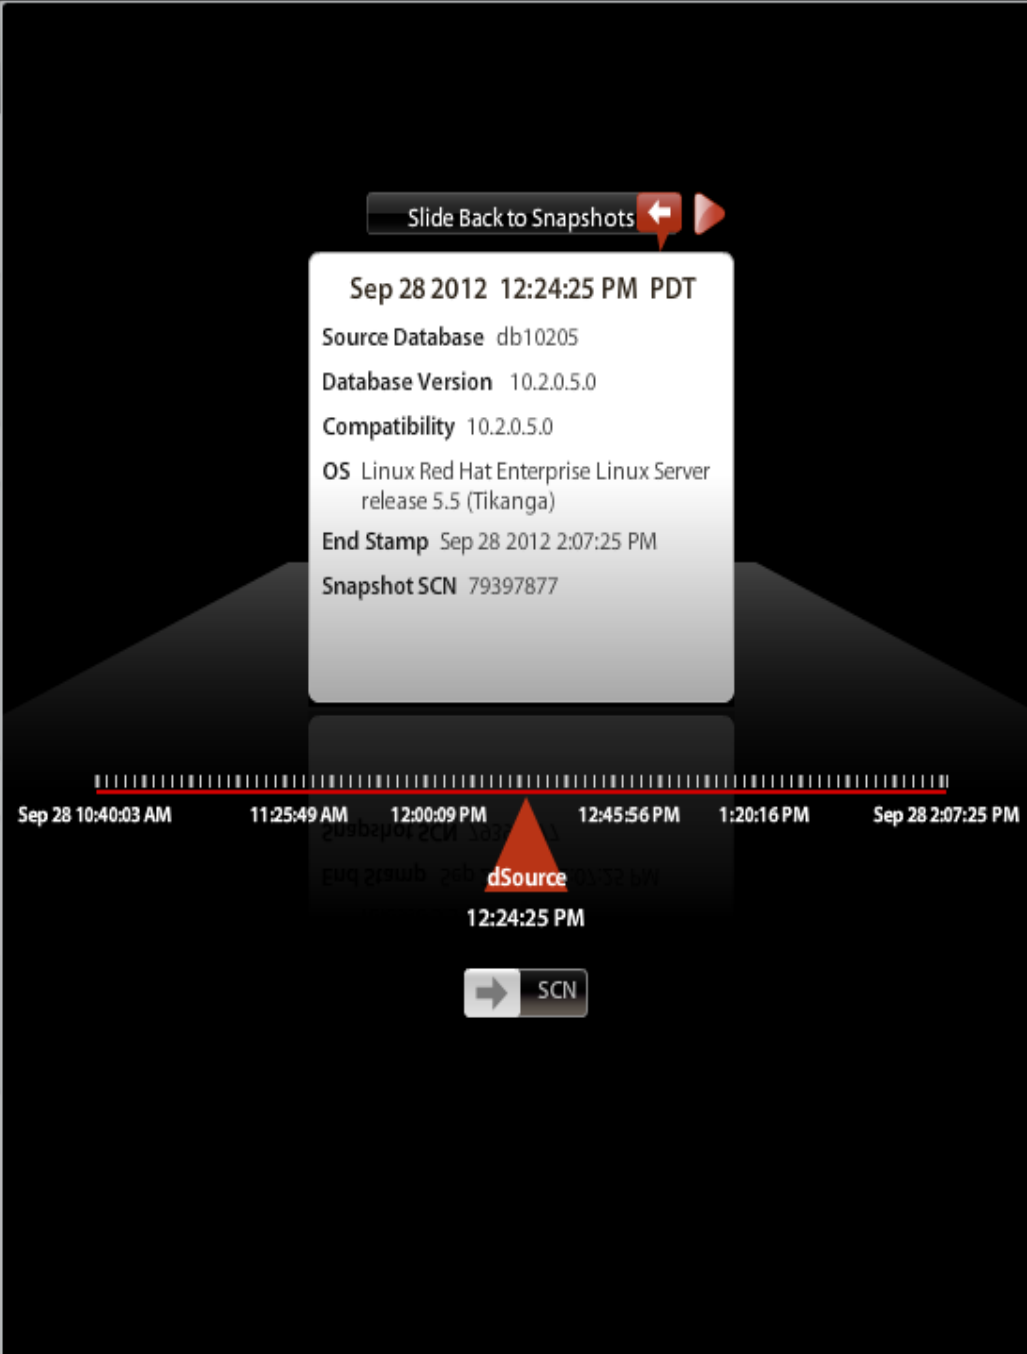 Slide Back to Snapshots
Sep 28 2012 12:24:25 PM PDT
Source Database db10205
Database Version 10.2.0.5.0
Compatibility 10.2.0.5.0
OS Linux Red Hat Enterprise Linux Server
release 5.5 (Tikanga)
End Stamp Sep 28 2012 2:07:25 PM
Snapshot SCN 79397877
Sep 28 10:40:03 AM 11:25:49 AM 12:00:09 PM 12:45:56 PM 1:20:16 PM Sep 28 2:07:25 PM
dSource
12:24:25 PM
SCN